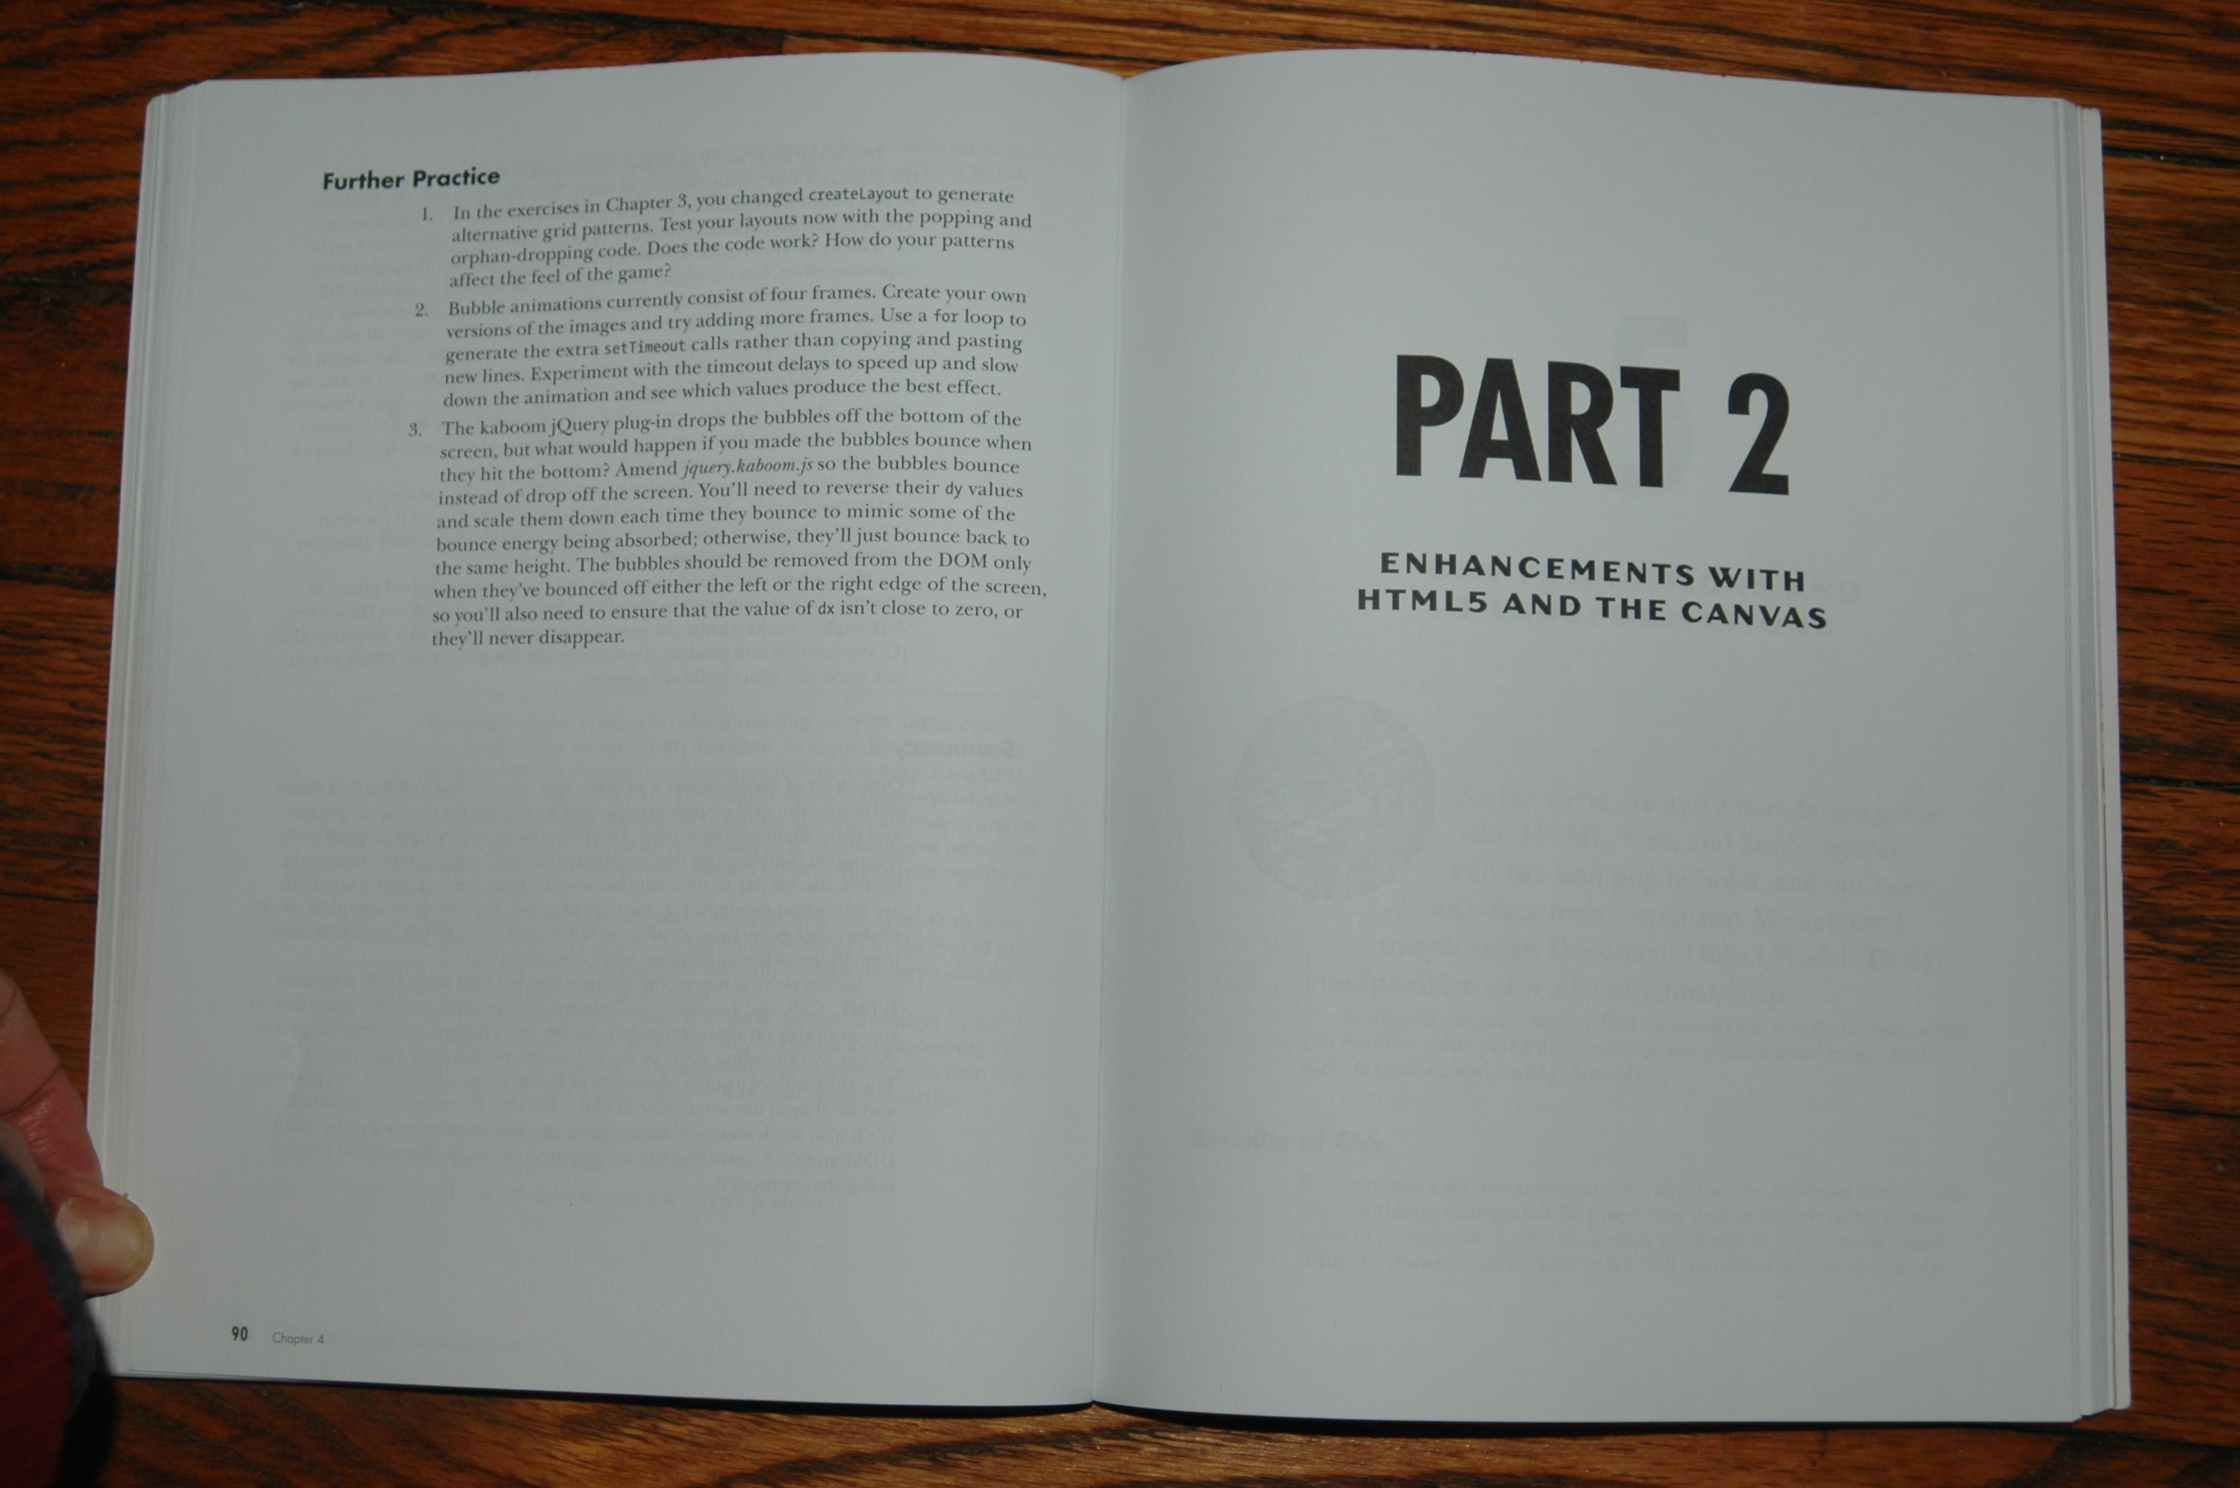 Further Practice
1. In the exercises in Chapter 3, you changed createLayout to generate
alternative grid patterns. Test your layouts now with the popping and
orphan-dropping code. Does the code work? How do your patterns
affect the feel of the game?
2. Bubble animations currently consist of four frames. Create your own
versions of the images and try adding more frames. Use a for loop to
generate the extra setTimeout calls rather than copying and pasting
new lines. Experiment with the timeout delays to speed up and slow
down the animation and see which values produce the best effect.
3. The kaboom jQuery plug-in drops the bubbles off the bottom of the
screen, but what would happen if you made the bubbles bounce when
they hit the bottom? Amend jquery.kaboom.js so the bubbles bounce
instead of drop off the screen. You'll need to reverse their dy values
and scale them down each time they bounce to mimic some of the
bounce energy being absorbed; otherwise, they'll just bounce back to
the same height. The bubbles should be removed from the DOM only
when they've bounced off either the left or the right edge of the screen,
so you'll also need to ensure that the value of dx isn't close to zero, or
they'll never disappear.
90 Chapter 4
PART 2
ENHANCEMENTS WITH
HTML5 AND THE CANVAS
Benefits of CSS